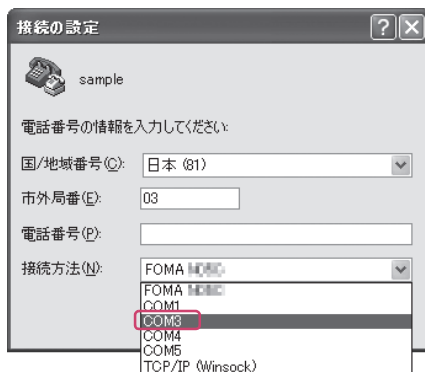 接続の設定
sample
電話番号の情報を入力してください:
国/地域番号(C): 日本 (81)
市外局番(E): 03
電話番号(P):
接続方法(N): FOMA
FOMA
COM1
COM3
COM4
COM5
TCP/IP (Winsock)